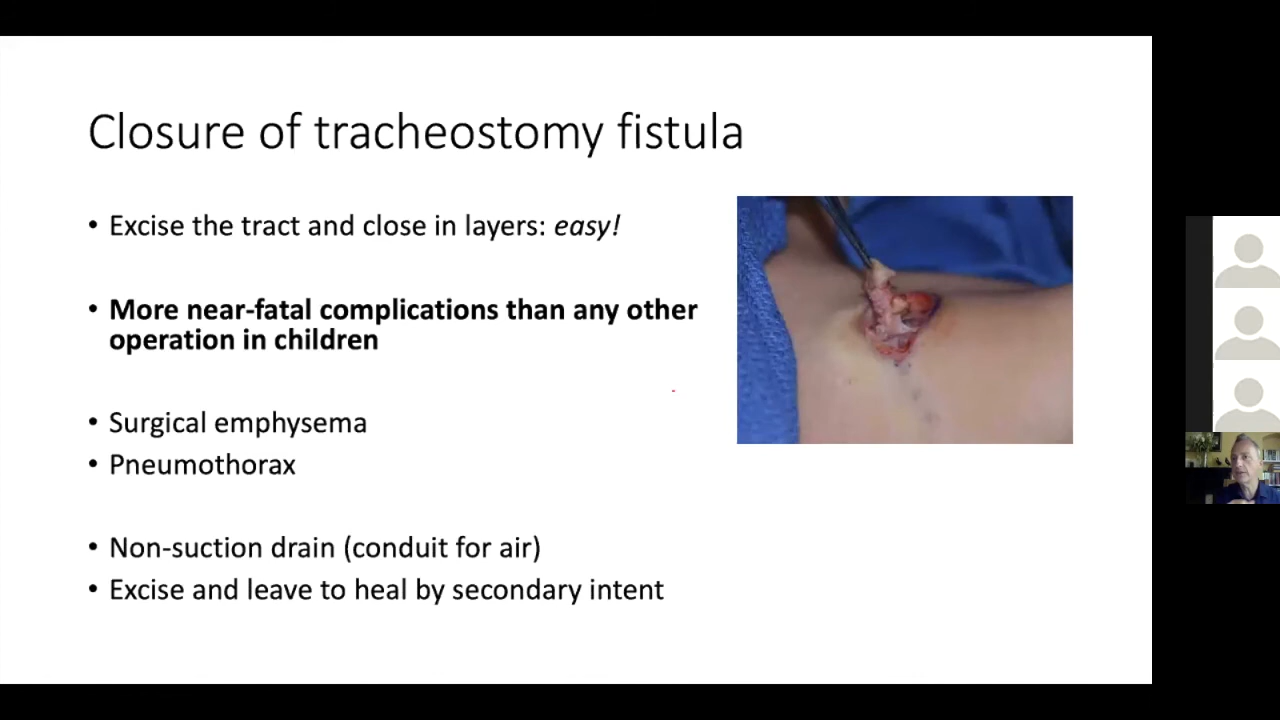 Closure of tracheostomy fistula
• Excise the tract and close in layers: easy!
• More near-fatal complications than any other
operation in children
• Surgical emphysema
• Pneumothorax
• Non-suction drain (conduit for air)
• Excise and leave to heal by secondary intent